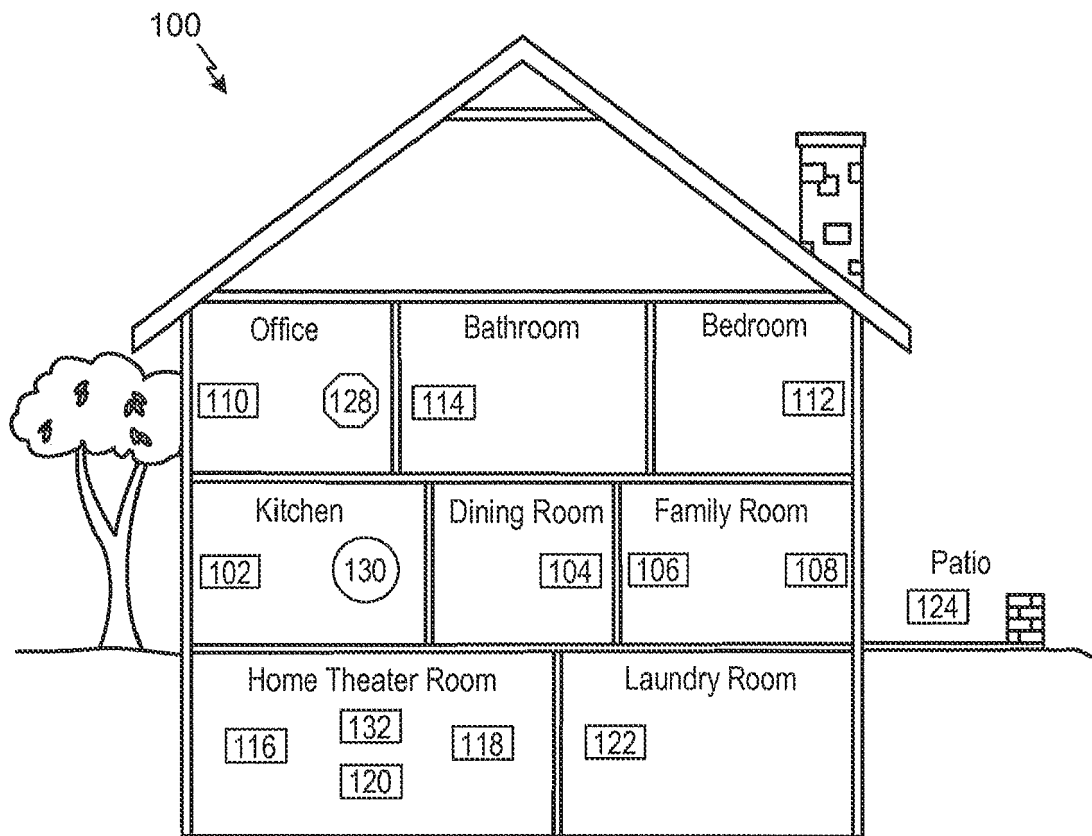 100
Office Bathroom Bedroom
110 128 114 112
Kitchen Dining Room Family Room
102 130 104 106 108
Patio
124
Home Theater Room Laundry Room
116 132 118 122
120